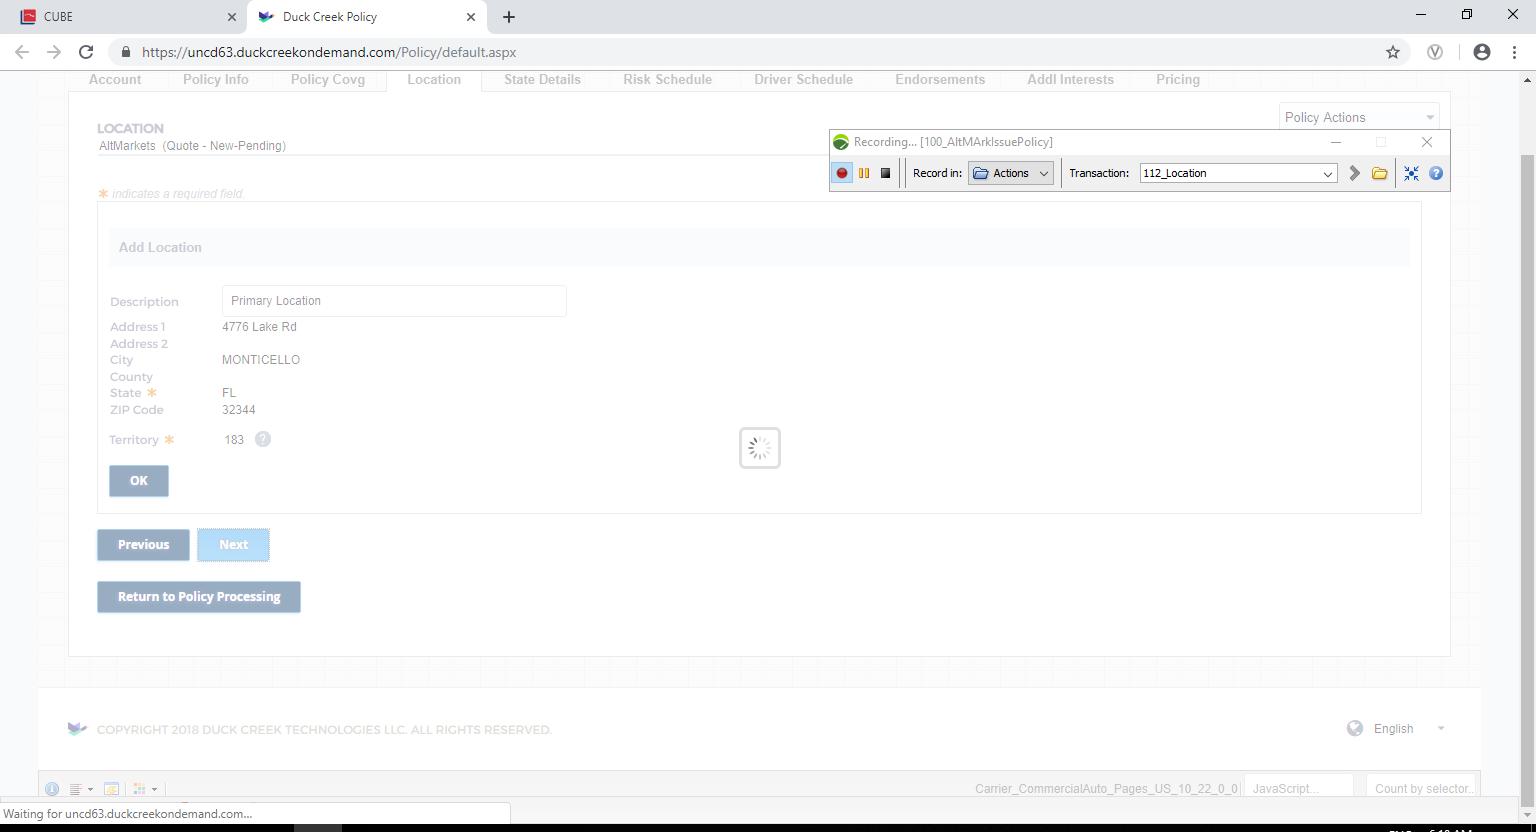 CUBE
Duck Creek Policy
https://uncd63.duckcreekondemand.com/Policy/default.aspx
Account Policy Info Policy Covg Location State Details Risk Schedule Driver Schedule Endorsements Addl Interests Pricing
Policy Actions
LOCATION
AltMarkets (Quote - New-Pending)
Recording... [100_AltMArkIssuePolicy]
Record in: Actions Transaction: 112_Location
* indicates a required field.
Add Location
Description Primary Location
Address 1 4776 Lake Rd
Address 2
City MONTICELLO
County
State * FL
ZIP Code 32344
Territory * 183 ?
OK
Previous Next
Return to Policy Processing
COPYRIGHT 2018 DUCK CREEK TECHNOLOGIES LLC. ALL RIGHTS RESERVED.
English
Carrier_CommercialAuto_Pages_US_10_22_0_0 JavaScript... Count by selector..
Waiting for uncd63.duckcreekondemand.com...